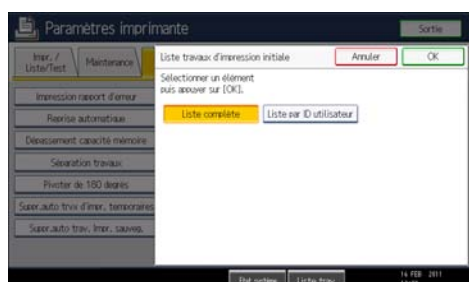 Paramètres imprimante
Sortie
Impr. /
Liste/Test
Maintenance
Liste travaux d'impression initiale
Annuler
OK
Sélectionner un élément
puis appuyer sur [OK].
Liste complète
Liste par ID utilisateur
Impression rapport d'erreur
Reprise automatique
Dépassement capacité mémoire
Séparation travaux
Pivoter de 180 degrés
Suppr.auto trvx d'impr. temporaires
Suppr.auto trav. impr. sauveg.
Etat système
Liste trav.
14 FEB 2011